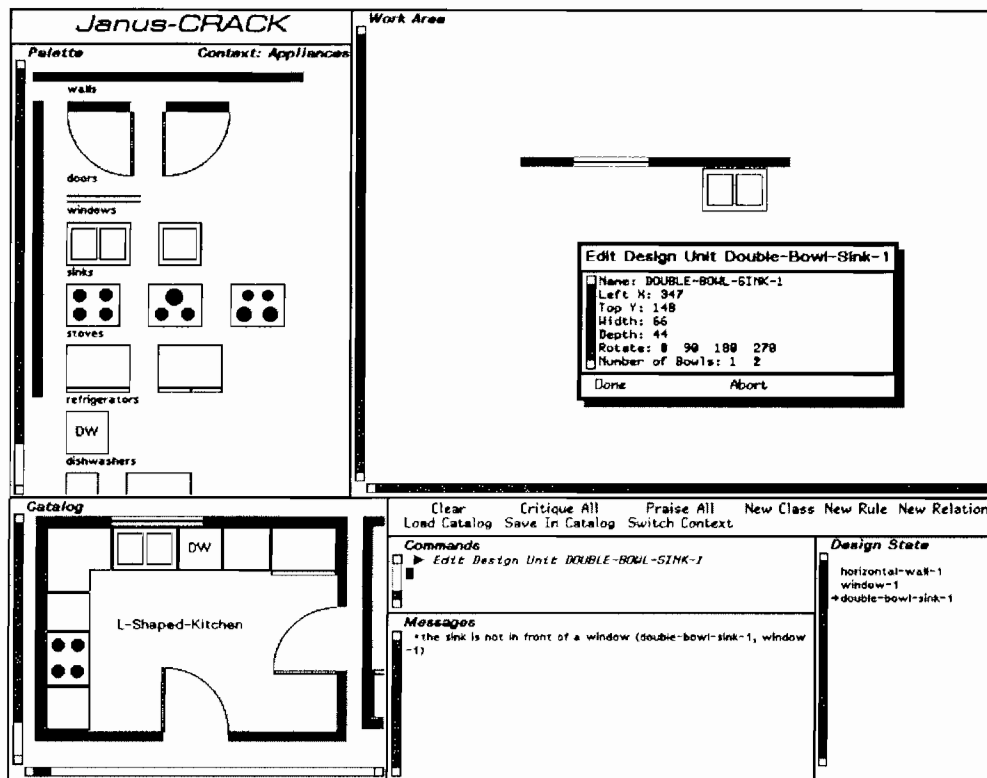 Janus-CRACK
Palette Context: Appliances
walls
doors
windows
sinks
stoves
refrigerators
DW
dishwashers
Work Area
Edit Design Unit Double-Bowl-Sink-1
Name: DOUBLE-BOWL-SINK-1
Left X: 347
Top Y: 148
Width: 66
Depth: 44
Rotate: 0 90 180 270
Number of Bowls: 1 2
Done Abort
Catalog
DW
L-Shaped-Kitchen
Clear Critique All Praise All New Class New Rule New Relation
Load Catalog Save In Catalog Switch Context
Commands
► Edit Design Unit DOUBLE-BOWL-SINK-1
Messages
*the sink is not in front of a window (double-bowl-sink-1, window
-1)
Design State
horizontal-wall-1
window-1
→double-bowl-sink-1